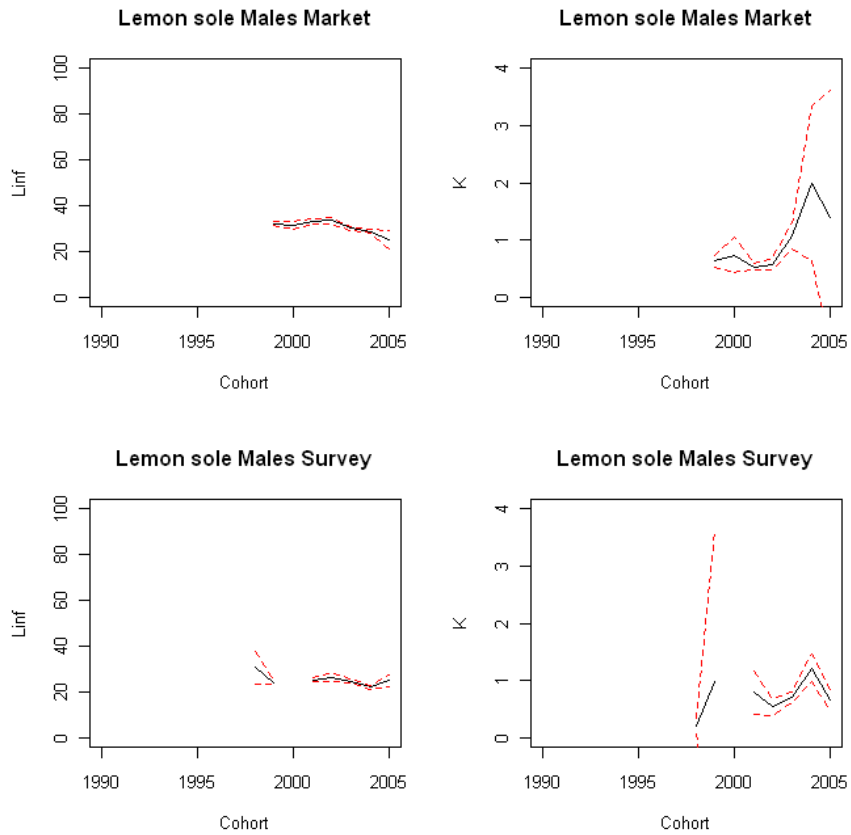 Lemon sole Males Market
Linf
0 20 40 60 80 100
1990 1995 2000 2005
Cohort
Lemon sole Males Market
K
0 1 2 3 4
1990 1995 2000 2005
Cohort
Lemon sole Males Survey
Linf
0 20 40 60 80 100
1990 1995 2000 2005
Cohort
Lemon sole Males Survey
K
0 1 2 3 4
1990 1995 2000 2005
Cohort